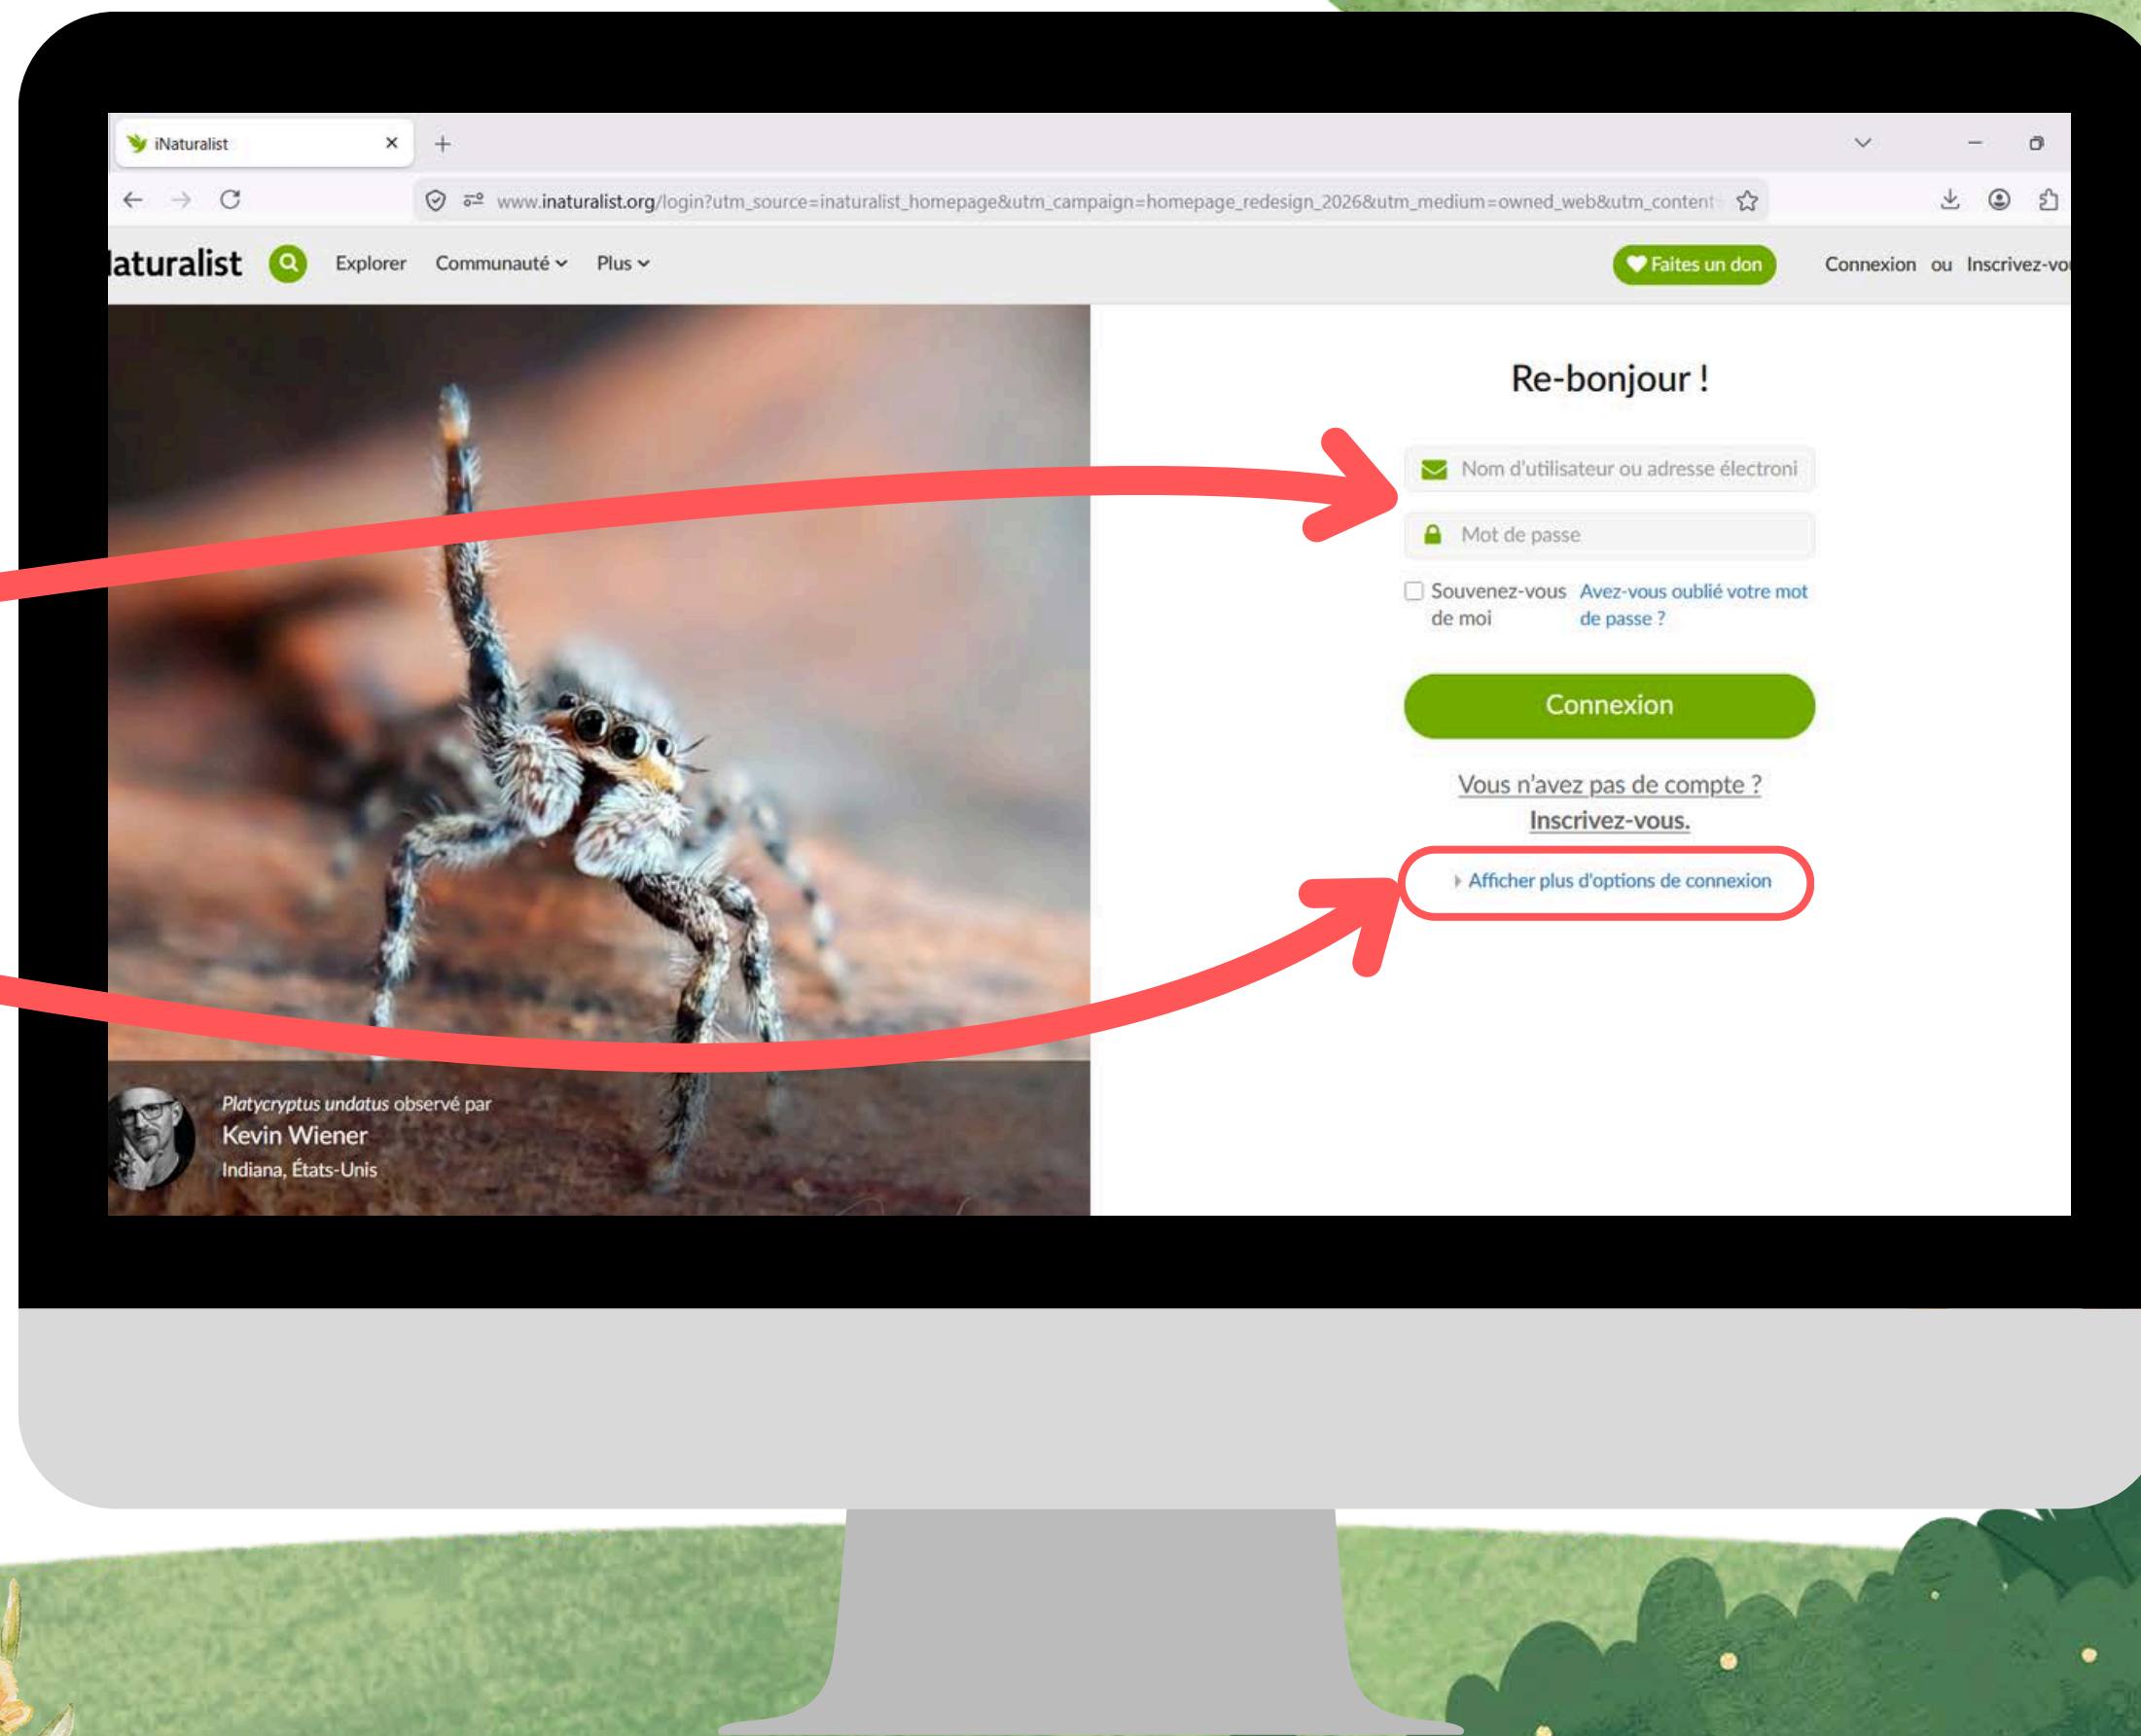 iNaturalist
www.inaturalist.org/login?utm_source=inaturalist_homepage&utm_campaign=homepage_redesign_2026&utm_medium=owned_web&utm_content=
aturalist Explorer Communauté Plus Faites un don Connexion ou Inscrivez-vo
Re-bonjour !
Nom d'utilisateur ou adresse électroni
Mot de passe
Souvenez-vous Avez-vous oublié votre mot
de moi de passe ?
Connexion
Vous n'avez pas de compte ?
Inscrivez-vous.
Afficher plus d'options de connexion
Platycryptus undatus observé par
Kevin Wiener
Indiana, États-Unis